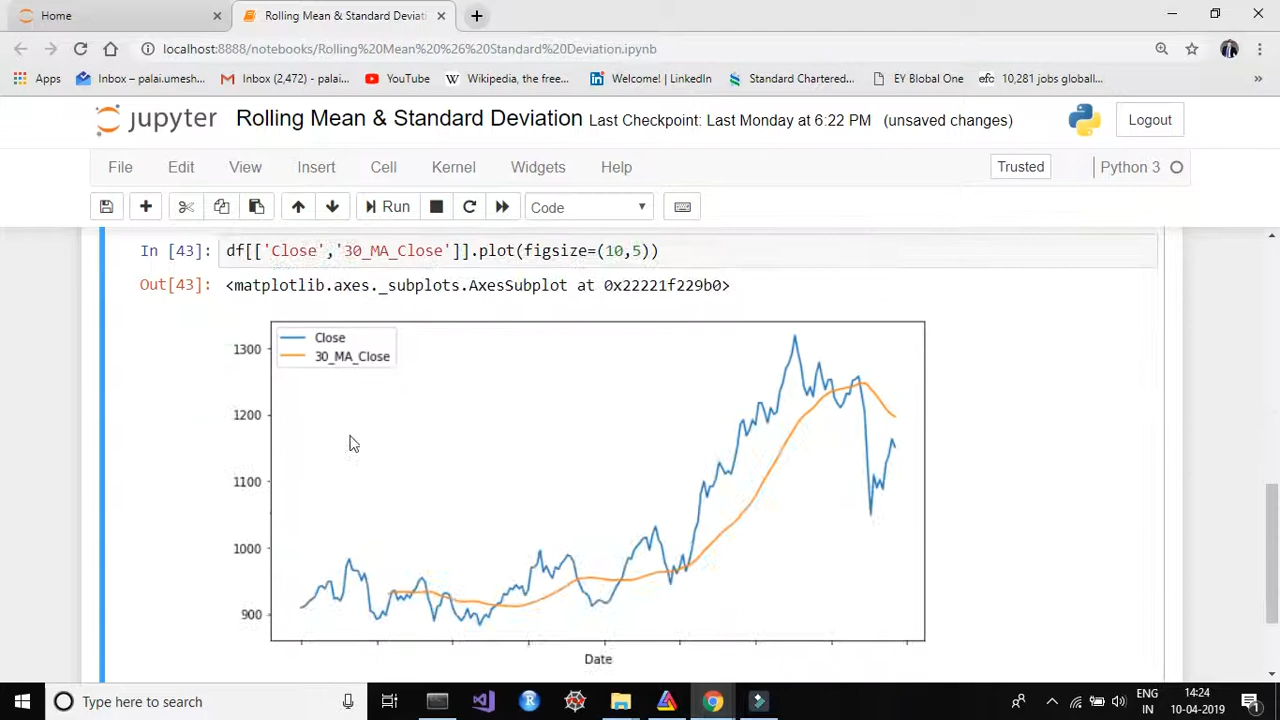 Home
Rolling Mean & Standard Deviati
localhost:8888/notebooks/Rolling%20Mean%20%26%20Standard%20Deviation.ipynb
Apps
Inbox – palai.umesh...
Inbox (2,472) – palai...
YouTube
Wikipedia, the free...
Welcome! | LinkedIn
Standard Chartered...
EY Blobal One
efc 10,281 jobs globall...
»
jupyter Rolling Mean & Standard Deviation Last Checkpoint: Last Monday at 6:22 PM (unsaved changes)
Logout
File Edit View Insert Cell Kernel Widgets Help
Trusted
Python 3
Run
Code
In [43]: df[['Close','30_MA_Close']].plot(figsize=(10,5))
Out[43]: <matplotlib.axes._subplots.AxesSubplot at 0x22221f229b0>
Close
30_MA_Close
1300
1200
1100
1000
900
Date
Type here to search
ENG
IN
14:24
10-04-2019
1